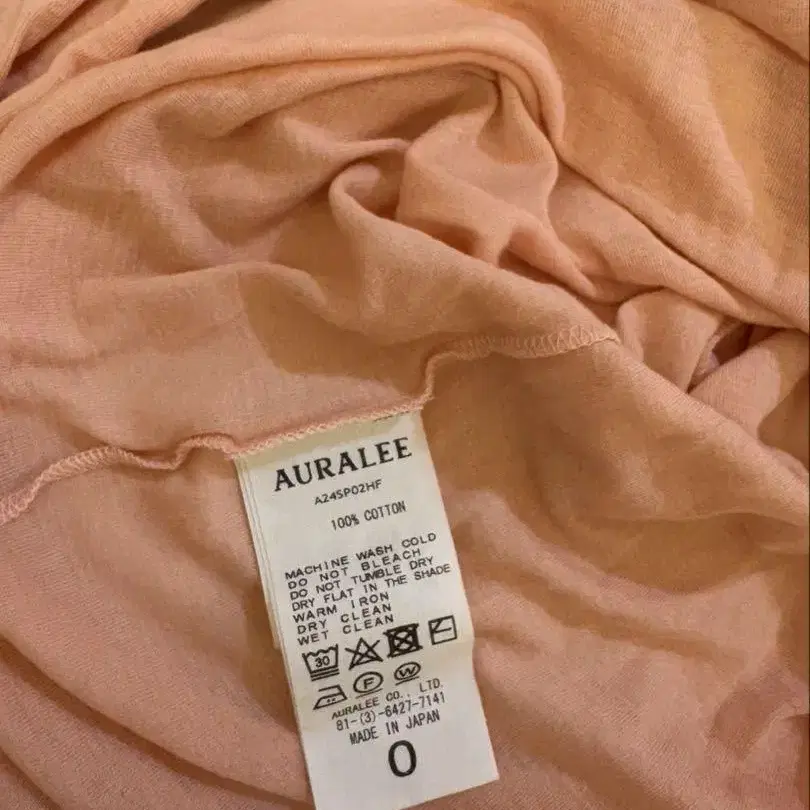 AURALEE
A24SP02HF
100% COTTON
MACHINE WASH COLD
DO NOT BLEACH
DO NOT TUMBLE DRY
DRY FLAT IN THE SHADE
WARM IRON
DRY CLEAN
WET CLEAN
30
F W
AURALEE CO., LTD.
81-(3)-6427-7141
MADE IN JAPAN
0